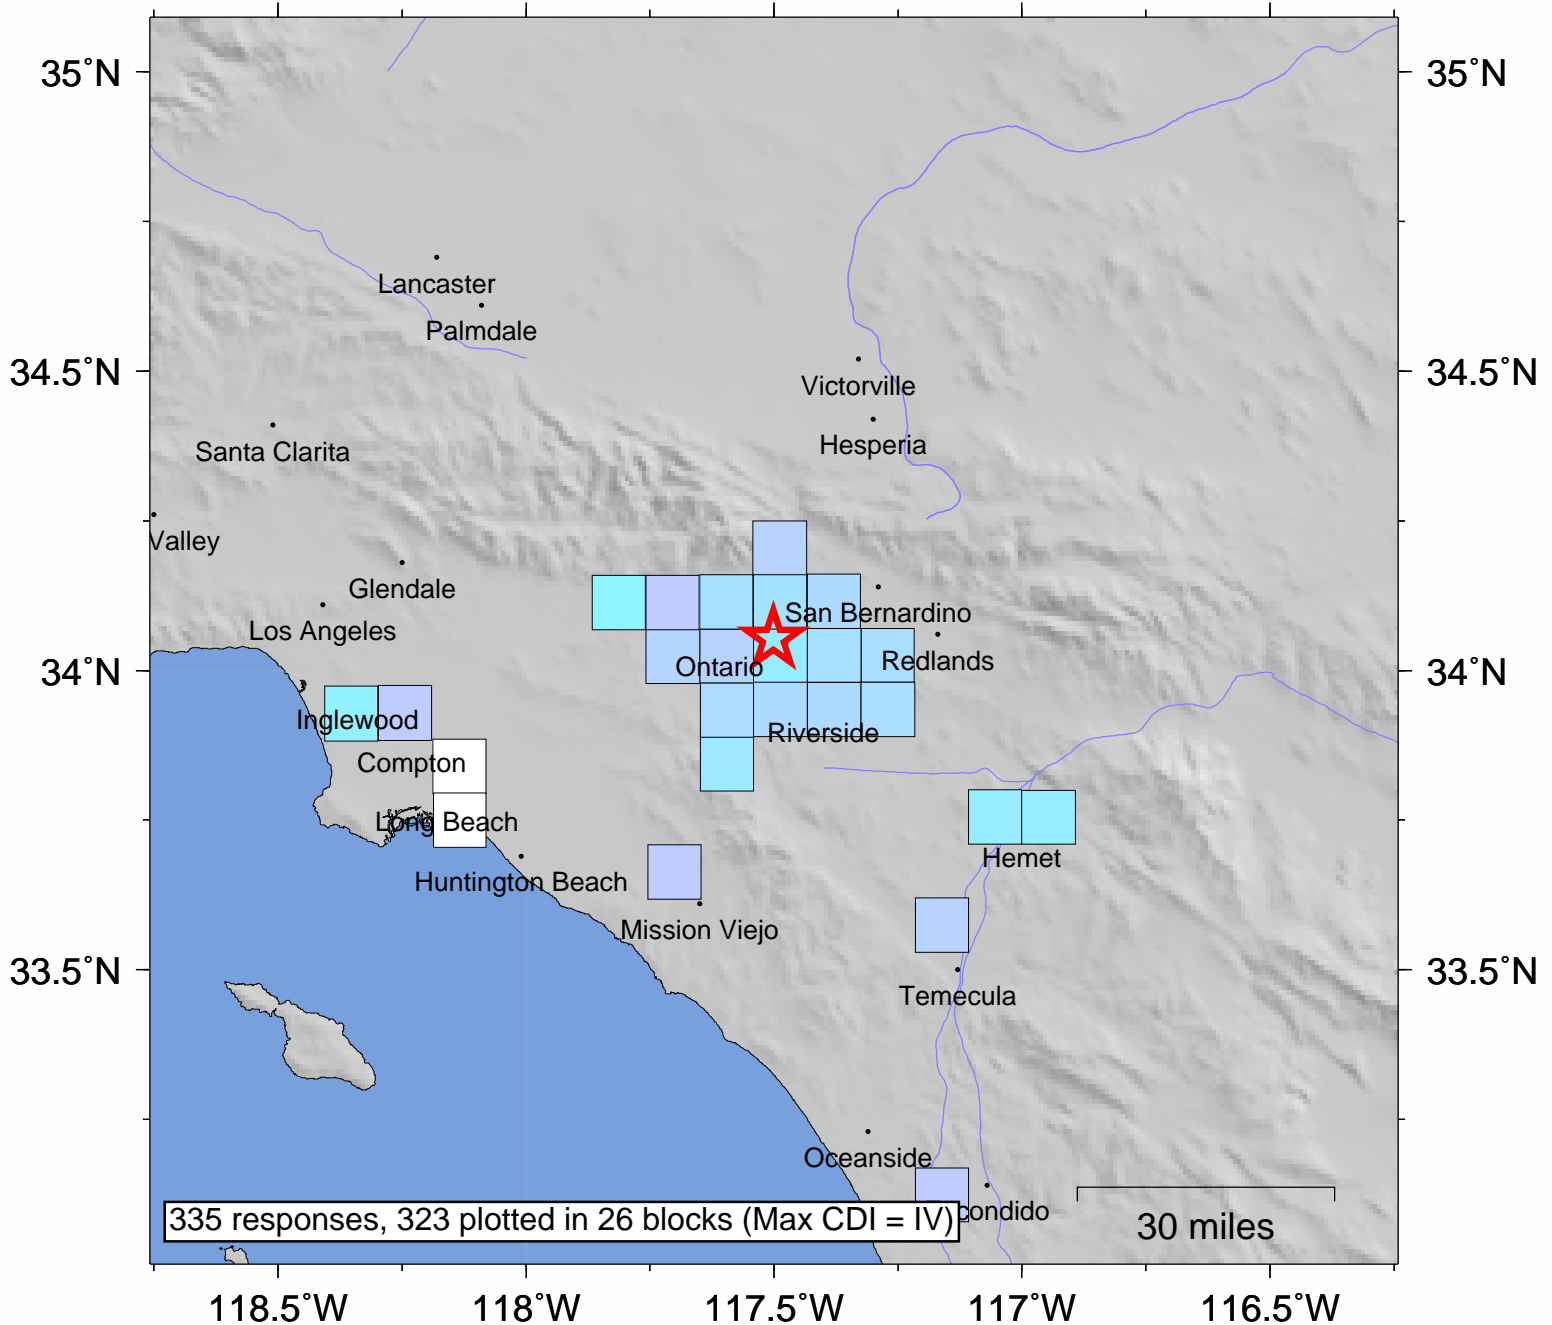 35°N
35°N
Lancaster
Palmdale
34.5°N
34.5°N
Victorville
Hesperia
Santa Clarita
Valley
Glendale
San Bernardino
Los Angeles
Redlands
Ontario
34°N
34°N
Inglewood
Riverside
Compton
Long Beach
Hemet
Huntington Beach
Mission Viejo
33.5°N
33.5°N
Temecula
Oceanside
condido
335 responses, 323 plotted in 26 blocks (Max CDI = IV)
30 miles
118.5°W
118°W
117.5°W
117°W
116.5°W